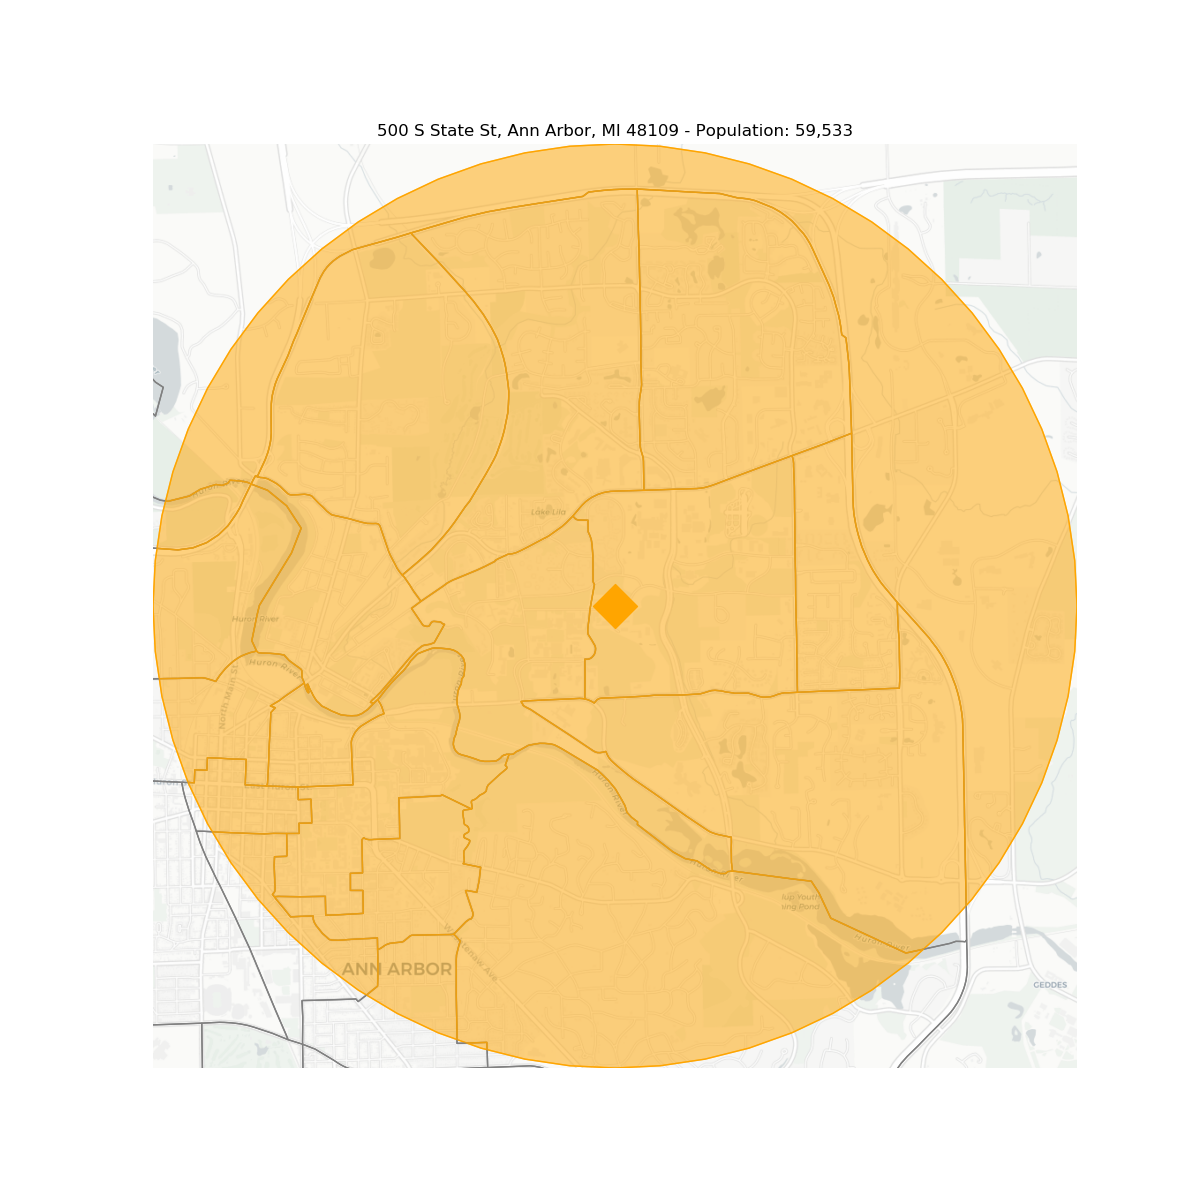 500 S State St, Ann Arbor, MI 48109 - Population: 59,533
Lake Lila
Huron River
Huron River
North Main St
Huron River
Huron River
Huron River
Washtenaw Ave
ANN ARBOR
GEDDES